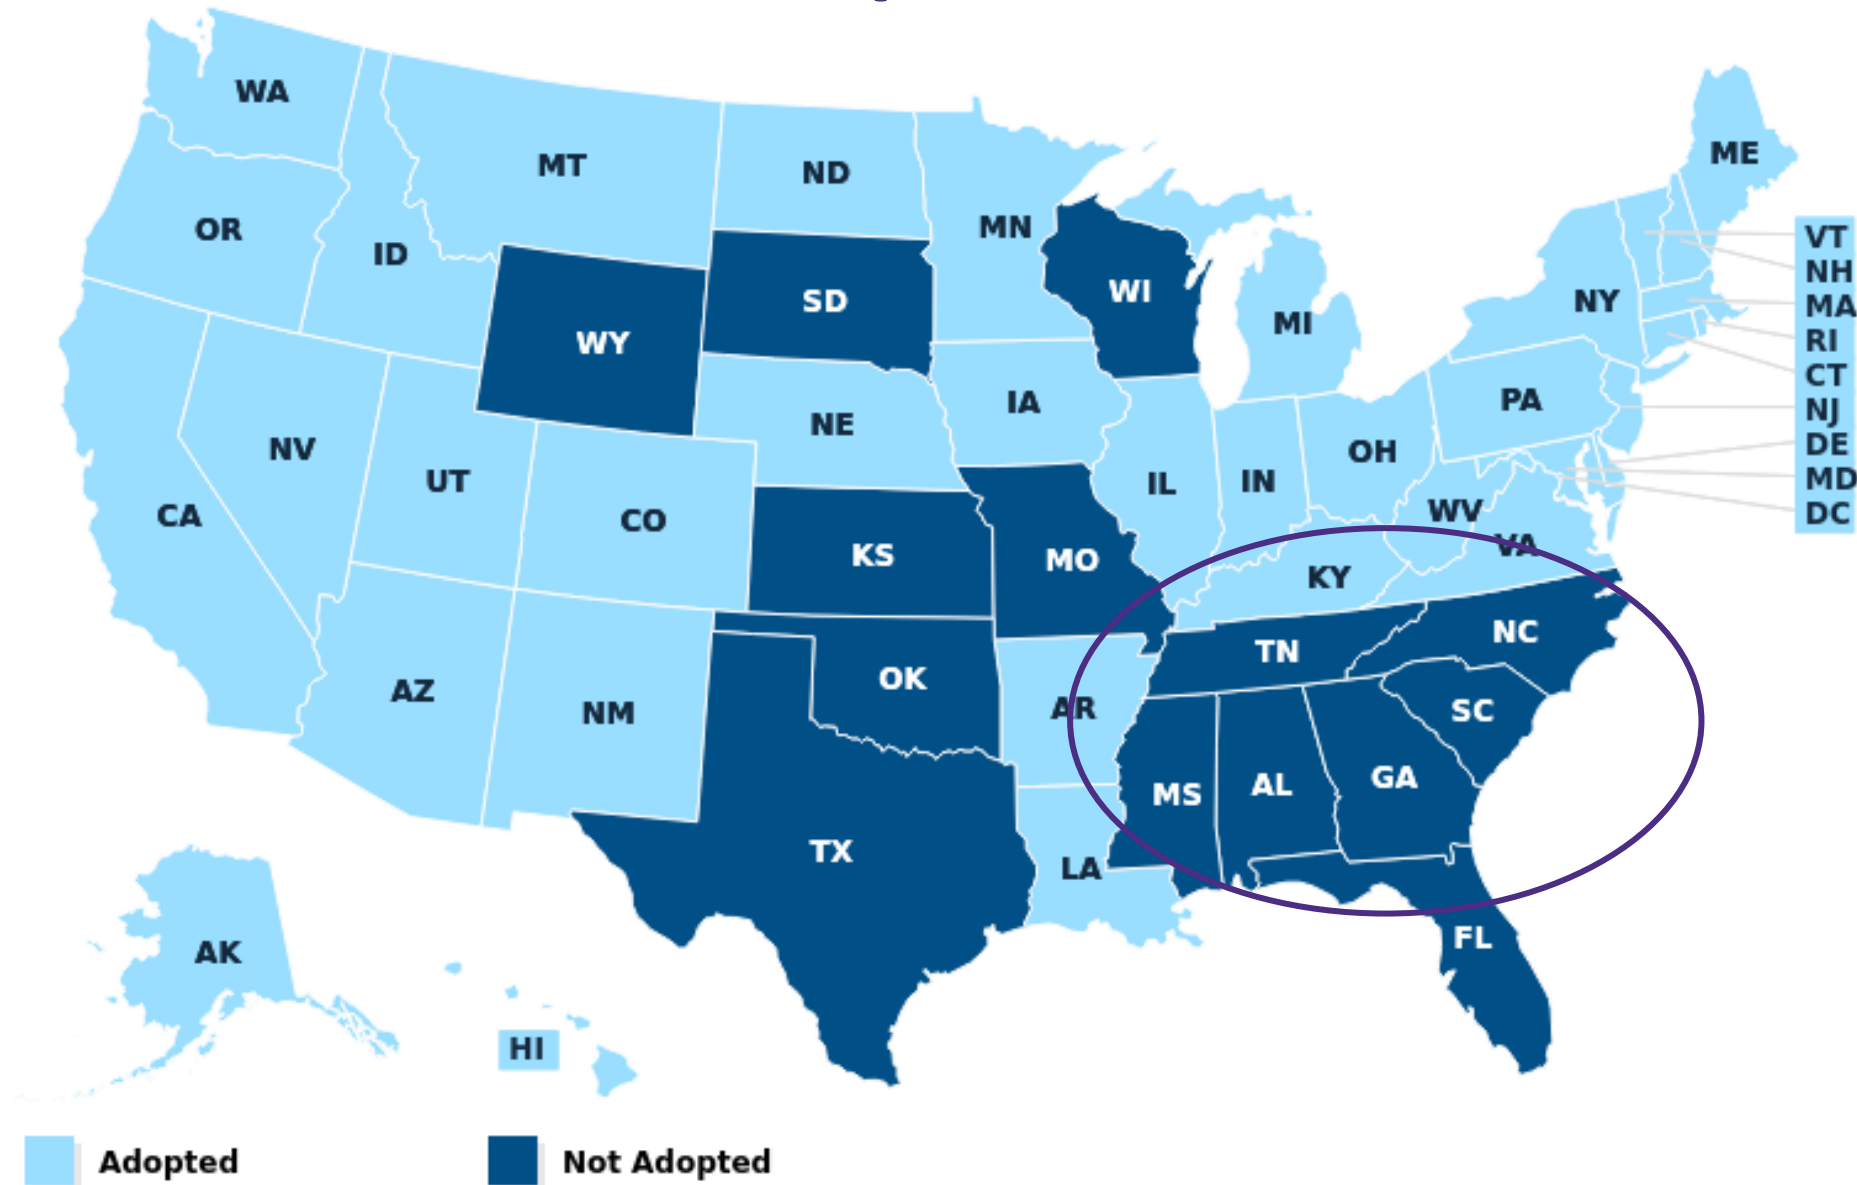 WA
MT
ND
MN
ME
OR
ID
SD
WI
MI
NY
VT
NH
MA
RI
CT
NJ
DE
MD
DC
WY
NE
IA
PA
NV
UT
CO
IL
IN
OH
WV
VA
CA
KS
MO
KY
AZ
NM
OK
AR
TN
NC
SC
TX
LA
MS
AL
GA
FL
AK
HI
Adopted
Not Adopted